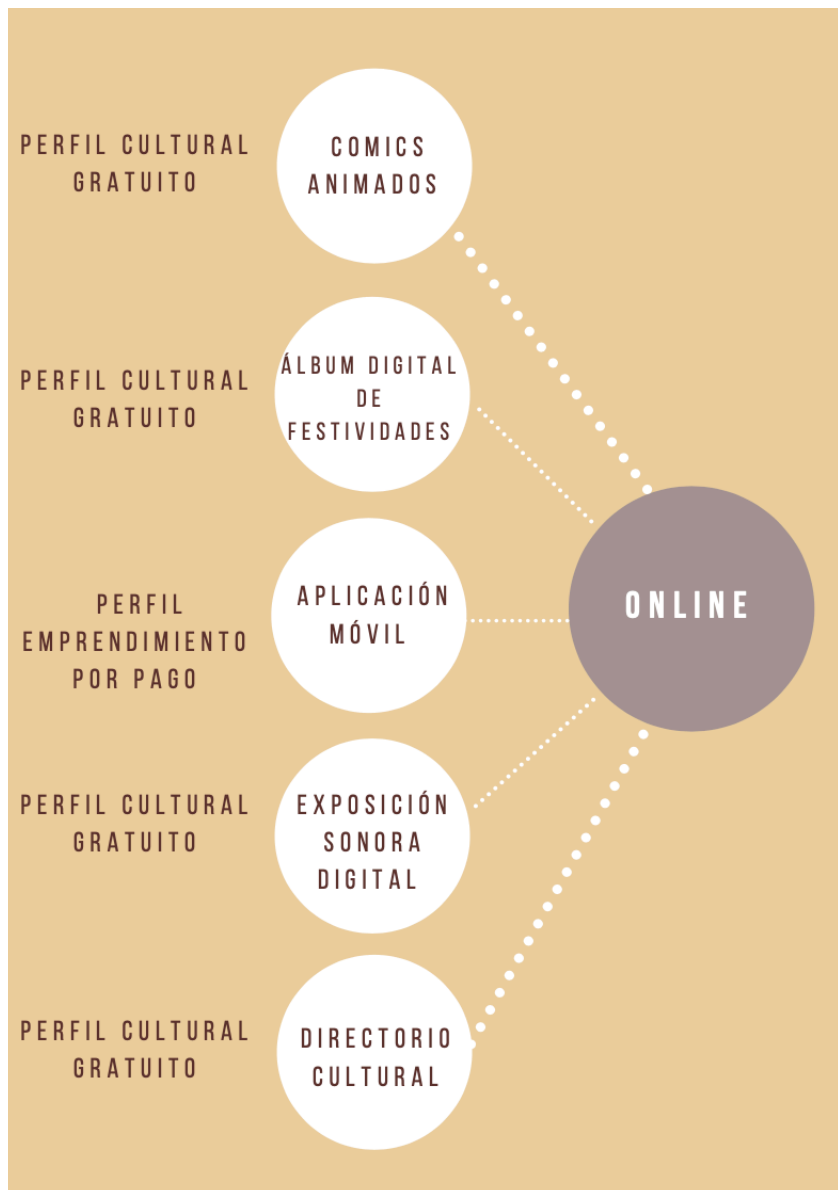 PERFIL CULTURAL
GRATUITO
COMICS
ANIMADOS
PERFIL CULTURAL
GRATUITO
ÁLBUM DIGITAL
DE
FESTIVIDADES
PERFIL
EMPRENDIMIENTO
POR PAGO
APLICACIÓN
MÓVIL
ONLINE
PERFIL CULTURAL
GRATUITO
EXPOSICIÓN
SONORA
DIGITAL
PERFIL CULTURAL
GRATUITO
DIRECTORIO
CULTURAL